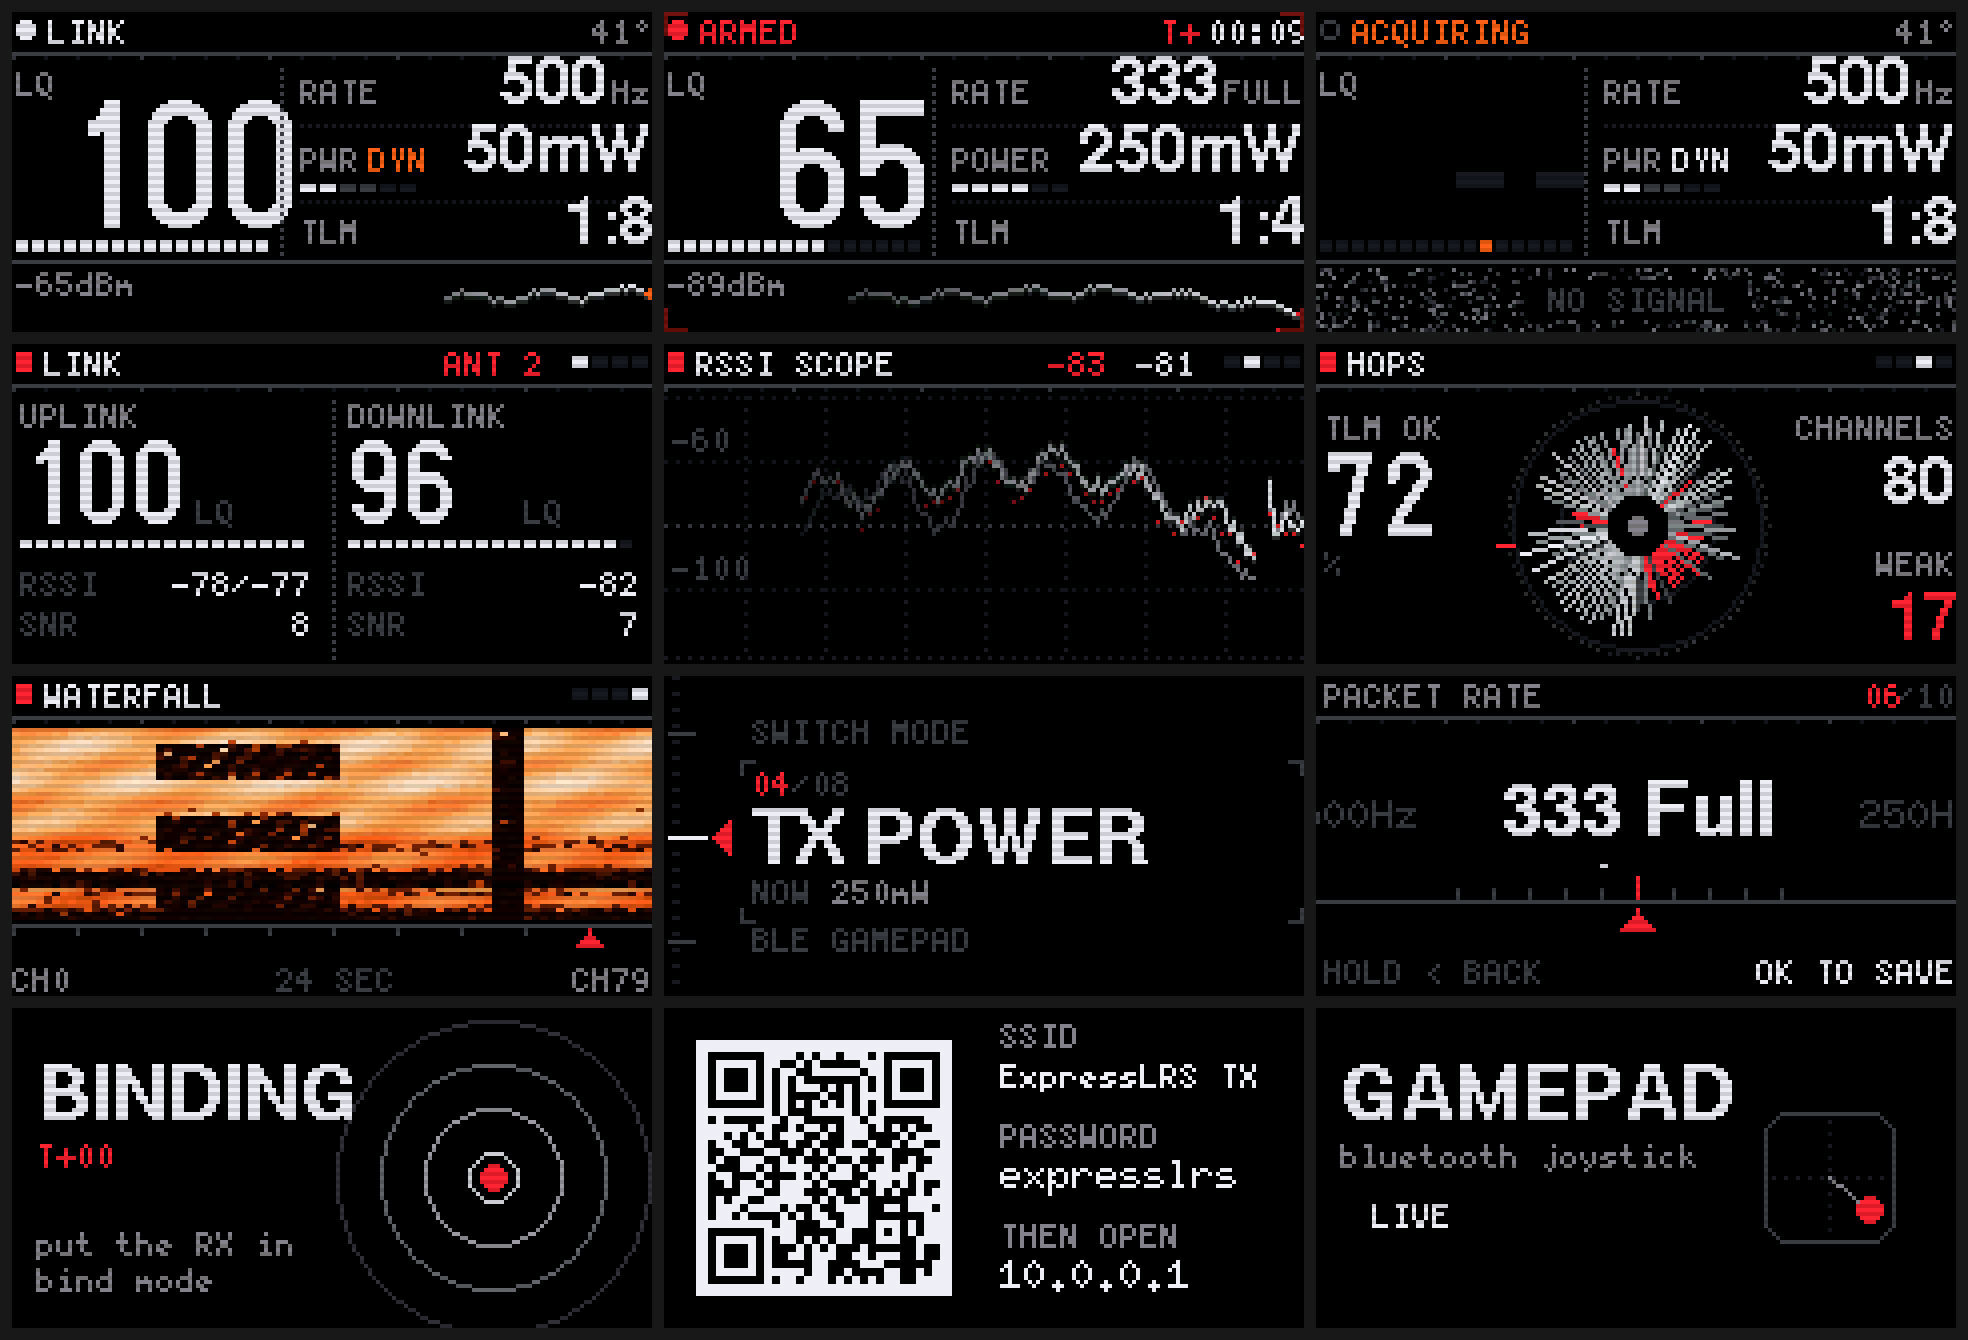 LINK 41°
LQ 100
RATE 500Hz
PWR DYN 50mW
TLM 1:8
-65dBm
ARMED T+ 00:09
LQ 65
RATE 333FULL
POWER 250mW
TLM 1:4
-89dBm
ACQUIRING 41°
LQ -- 
RATE 500Hz
PWR DYN 50mW
TLM 1:8
NO SIGNAL
LINK ANT 2
UPLINK DOWNLINK
100 LQ 96 LQ
RSSI -78/-77 RSSI -82
SNR 8 SNR 7
RSSI SCOPE -83 -81
-60
-100
HOPS
TLM OK CHANNELS
72 80
% WEAK
17
WATERFALL
CH0 24 SEC CH79
SWITCH MODE
04/08
TX POWER
NOW 250mW
BLE GAMEPAD
PACKET RATE 06/10
00Hz 333 Full 250H
HOLD < BACK OK TO SAVE
BINDING
T+00
put the RX in
bind mode
SSID
ExpressLRS TX
PASSWORD
expresslrs
THEN OPEN
10.0.0.1
GAMEPAD
bluetooth joystick
LIVE